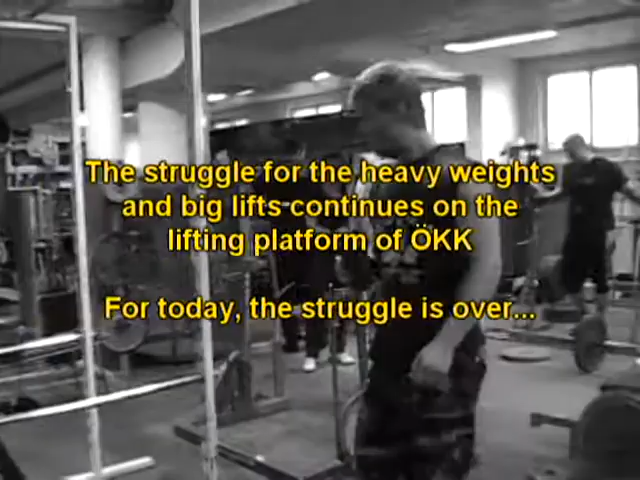 The struggle for the heavy weights
and big lifts continues on the
lifting platform of ÖKK
For today, the struggle is over...